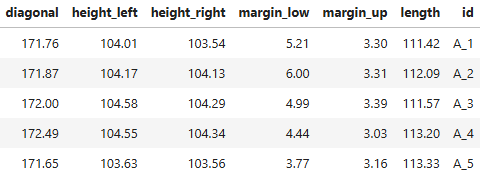 diagonal height_left height_right margin_low margin_up length id
171.76 104.01 103.54 5.21 3.30 111.42 A_1
171.87 104.17 104.13 6.00 3.31 112.09 A_2
172.00 104.58 104.29 4.99 3.39 111.57 A_3
172.49 104.55 104.34 4.44 3.03 113.20 A_4
171.65 103.63 103.56 3.77 3.16 113.33 A_5